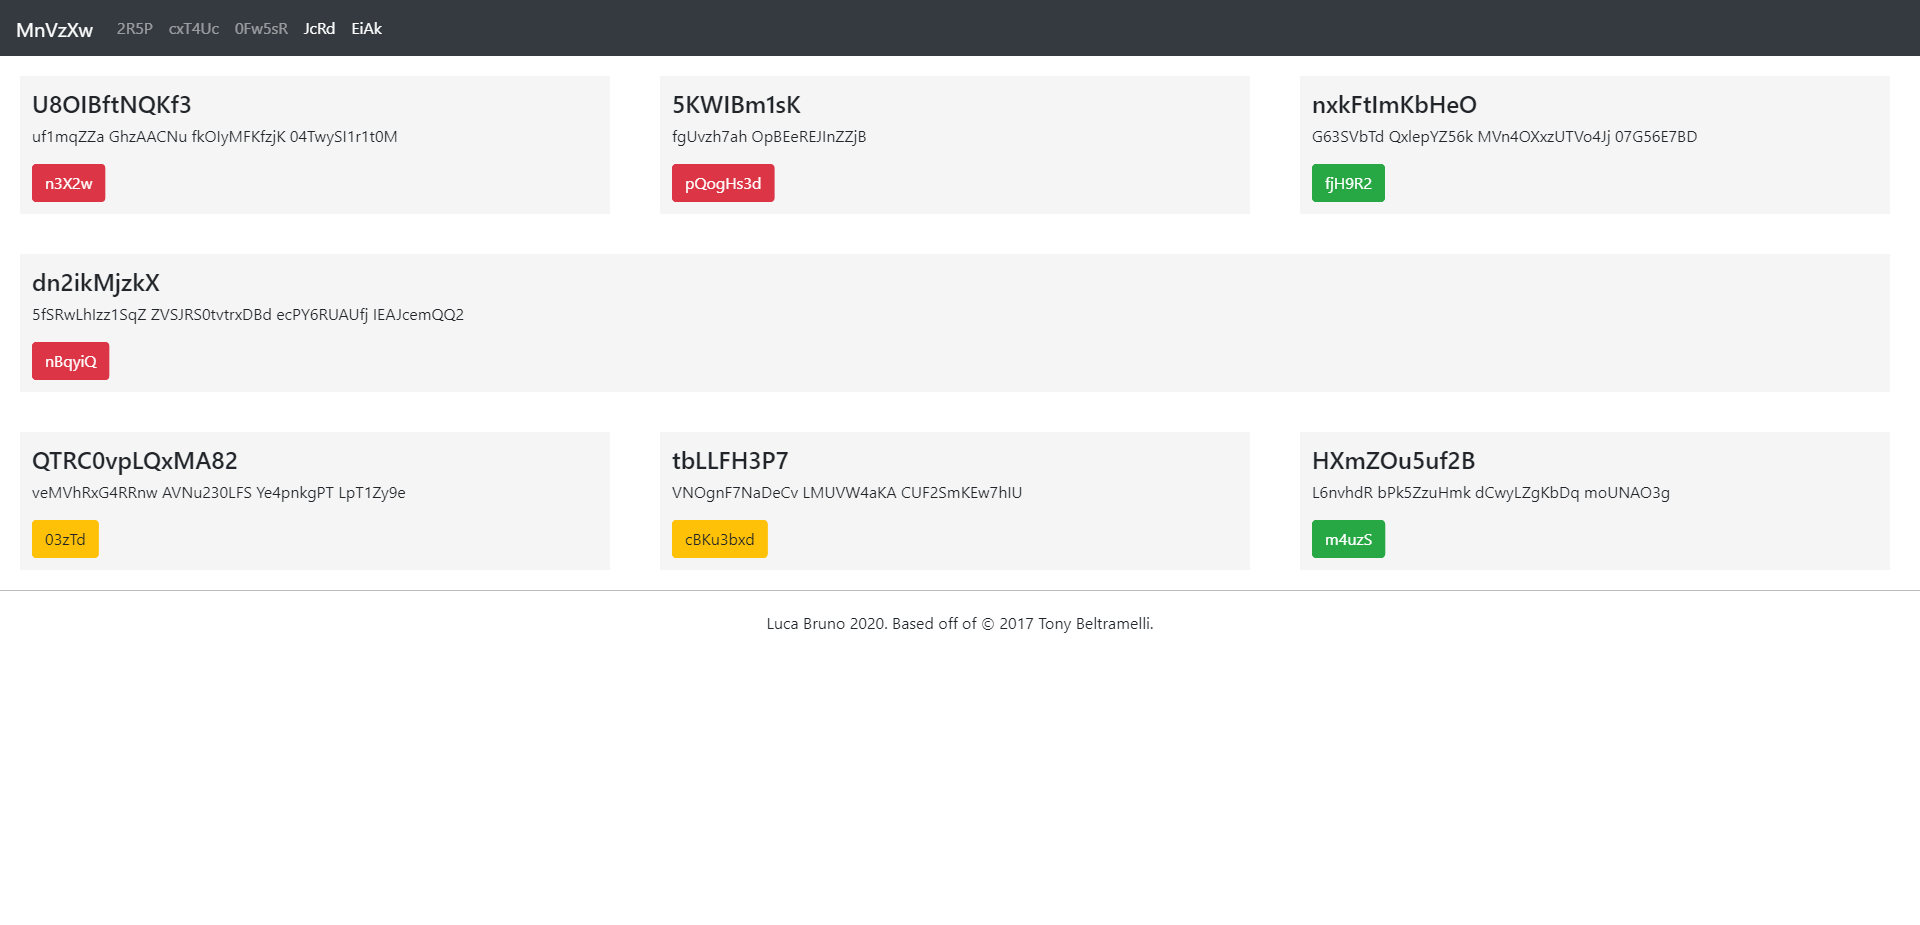 MnVzXw 2R5P cxT4Uc 0Fw5sR JcRd EiAk
U8OIBftNQKf3
uf1mqZZa GhzAACNu fkOIyMFKfzjK 04TwySI1r1t0M
n3X2w
5KWIBm1sK
fgUvzh7ah OpBEeREJInZZjB
pQogHs3d
nxkFtImKbHeO
G63SVbTd QxlepYZ56k MVn4OXxzUTVo4Jj 07G56E7BD
fjH9R2
dn2ikMjzkX
5fSRwLhIzz1SqZ ZVSJRS0tvtrxDBd ecPY6RUAUfj IEAJcemQQ2
nBqyiQ
QTRC0vpLQxMA82
veMVhRxG4RRnw AVNu230LFS Ye4pnkgPT LpT1Zy9e
03zTd
tbLLFH3P7
VNOgnF7NaDeCv LMUVW4aKA CUF2SmKEw7hIU
cBKu3bxd
HXmZOu5uf2B
L6nvhdR bPk5ZzuHmk dCwyLZgKbDq moUNAO3g
m4uzS
Luca Bruno 2020. Based off of © 2017 Tony Beltramelli.